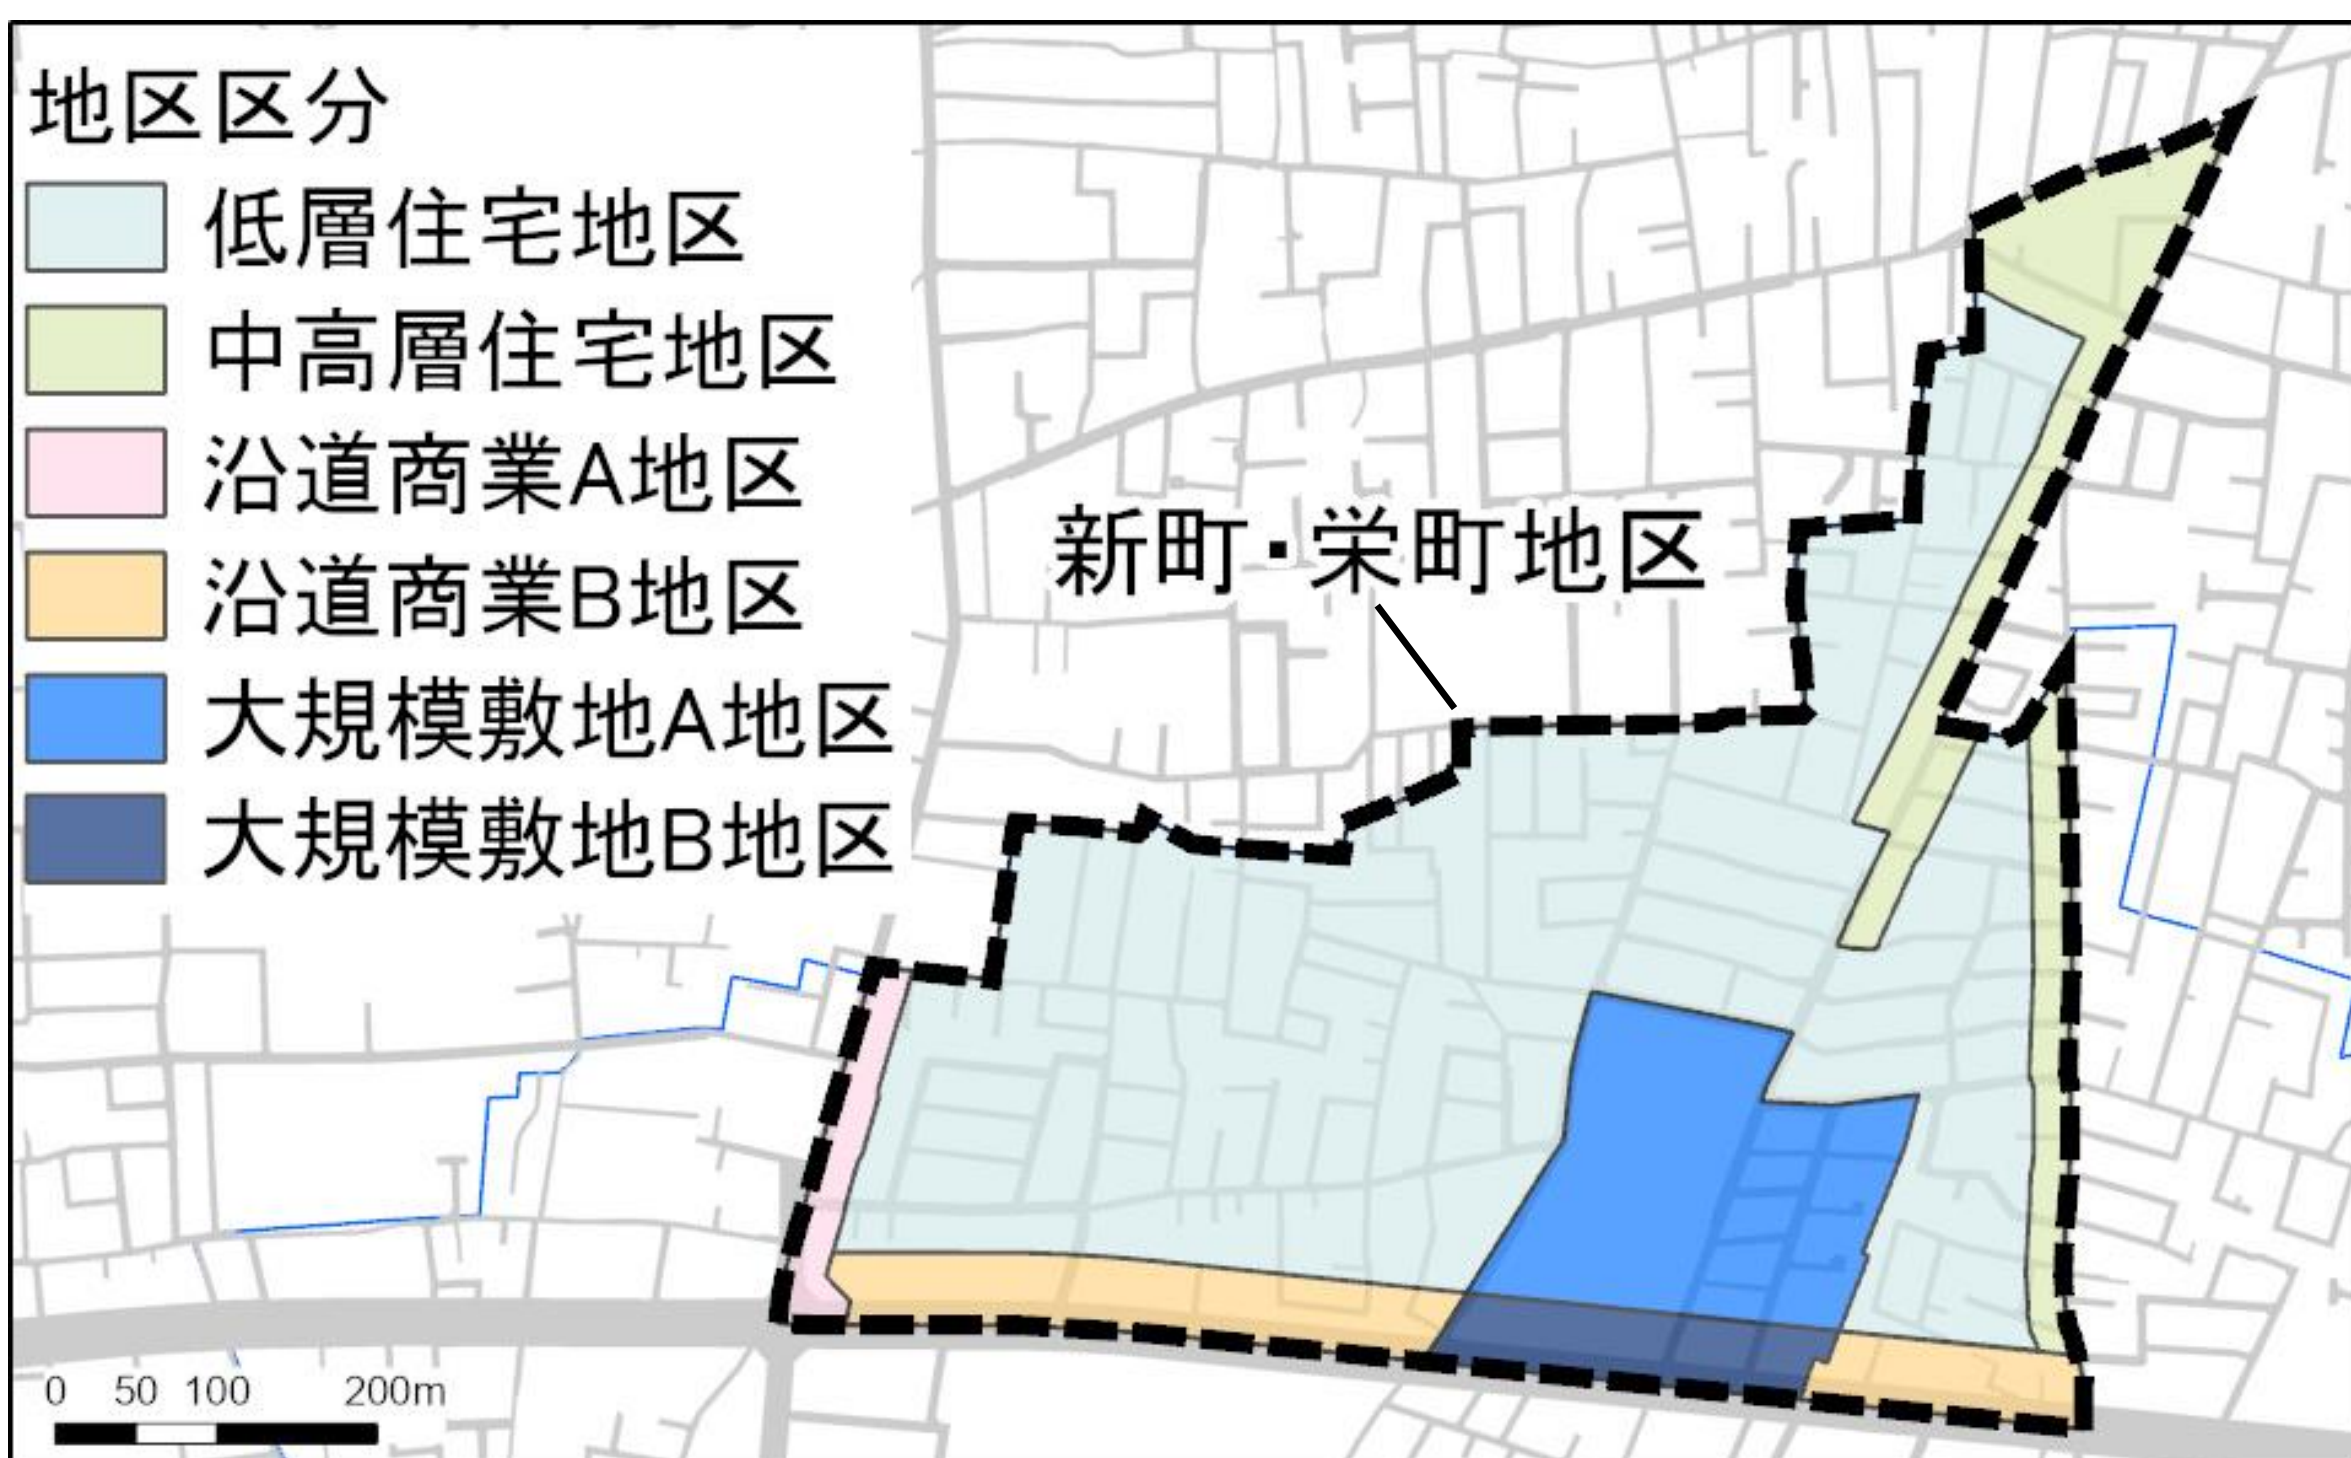 地区区分
低層住宅地区
中高層住宅地区
沿道商業A地区
沿道商業B地区
大規模敷地A地区
大規模敷地B地区
新町・栄町地区
0 50 100 200m